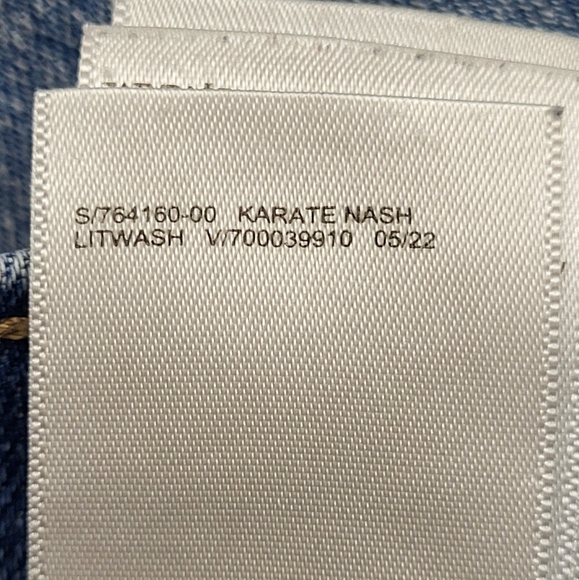 S/764160-00 KARATE NASH
LITWASH V/700039910 05/22